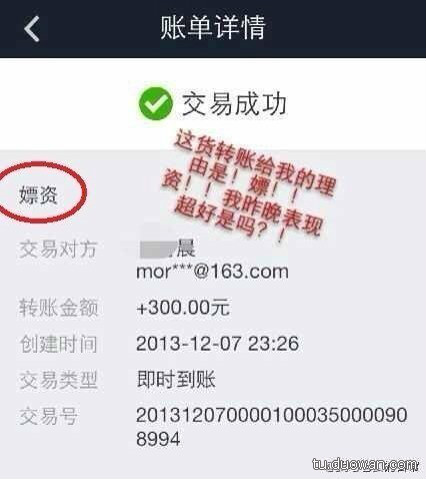 账单详情
交易成功
这货转账给我的理
由是！嫖！！
资！！我昨晚表现
超好是吗？！
嫖资
交易对方 晨
mor***@163.com
转账金额 +300.00元
创建时间 2013-12-07 23:26
交易类型 即时到账
交易号 201312070000100035000090
8994
tu.duowan.com